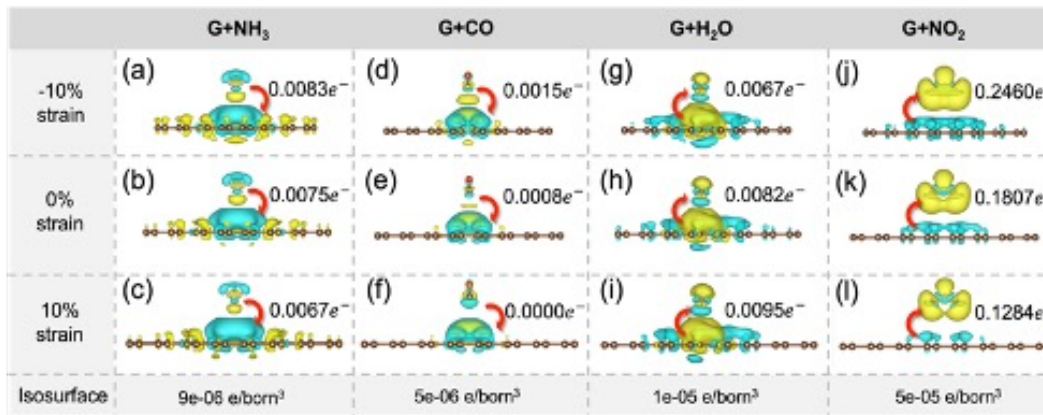 G+NH₃ G+CO G+H₂O G+NO₂
-10% strain (a) 0.0083e⁻ (d) 0.0015e⁻ (g) 0.0067e⁻ (j) 0.2460e
0% strain (b) 0.0075e⁻ (e) 0.0008e⁻ (h) 0.0082e⁻ (k) 0.1807e
10% strain (c) 0.0067e⁻ (f) 0.0000e⁻ (i) 0.0095e⁻ (l) 0.1284e
Isosurface 9e-06 e/born³ 5e-06 e/born³ 1e-05 e/born³ 5e-05 e/born³